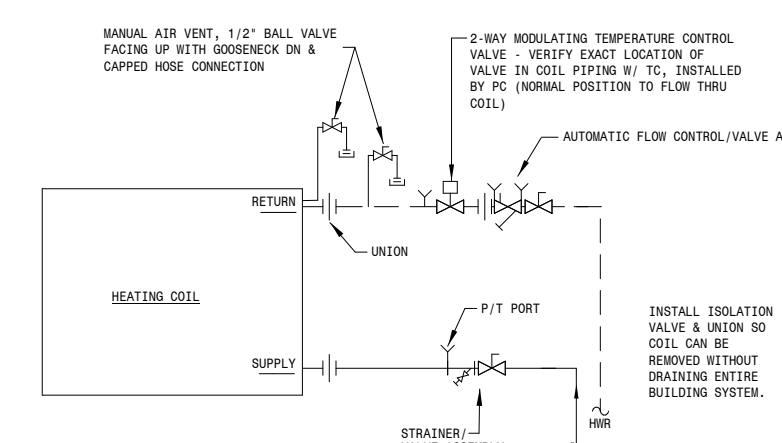 MANUAL AIR VENT, 1/2" BALL VALVE
FACING UP WITH GOOSENECK DN &
CAPPED HOSE CONNECTION
2-WAY MODULATING TEMPERATURE CONTROL
VALVE - VERIFY EXACT LOCATION OF
VALVE IN COIL PIPING W/ TC, INSTALLED
BY PC (NORMAL POSITION TO FLOW THRU
COIL)
AUTOMATIC FLOW CONTROL/VALVE A
RETURN
UNION
HEATING COIL
P/T PORT
INSTALL ISOLATION
VALVE & UNION SO
COIL CAN BE
REMOVED WITHOUT
DRAINING ENTIRE
BUILDING SYSTEM.
SUPPLY
HWR
STRAINER/